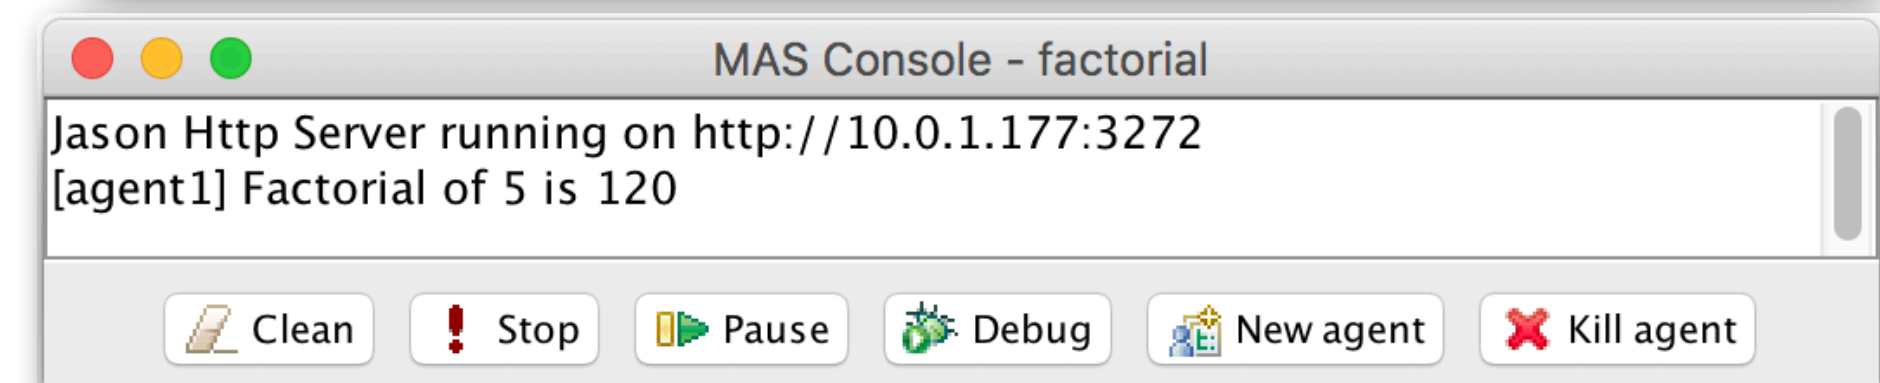 MAS Console - factorial
Jason Http Server running on http://10.0.1.177:3272
[agent1] Factorial of 5 is 120
Clean Stop Pause Debug New agent Kill agent